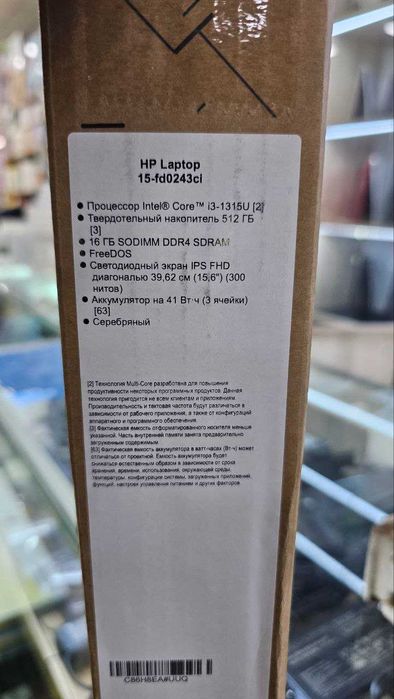 HP Laptop
15-fd0243ci
● Процессор Intel® Core™ i3-1315U [2]
● Твердотельный накопитель 512 ГБ
[3]
● 16 ГБ SODIMM DDR4 SDRAM
● FreeDOS
● Светодиодный экран IPS FHD
диагональю 39,62 см (15,6") (300
нитов)
● Аккумулятор на 41 Вт·ч (3 ячейки)
[63]
● Серебряный
[2] Технология Multi-Core разработана для повышения
продуктивности некоторых программных продуктов. Данная
технология пригодится не всем клиентам и приложениям.
Производительность и тактовая частота будут различаться в
зависимости от рабочего приложения, а также от конфигураций
аппаратного и программного обеспечения.
[3] Фактическая емкость отформатированного носителя меньше
указанной. Часть внутренней памяти занята предварительно
загруженным содержимым.
[63] Фактическая емкость аккумулятора в ватт-часах (Вт·ч) может
отличаться от проектной. Емкость аккумулятора будет
снижаться естественным образом в зависимости от срока
хранения, времени, использования, окружающей среды,
температуры, конфигурации системы, загруженных приложений,
функций, настроек управления питанием и других факторов.
C86H8EA#UUQ